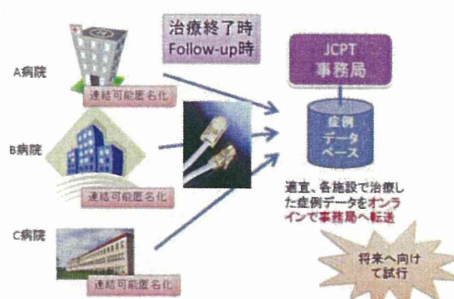 治療終了時
Follow-up時
JCPT
事務局
A病院
連結可能匿名化
症例
データ
ベース
B病院
連結可能匿名化
適宜、各施設で治療し
た症例データをオンラ
インで事務局へ転送
C病院
連結可能匿名化
将来へ向け
て試行